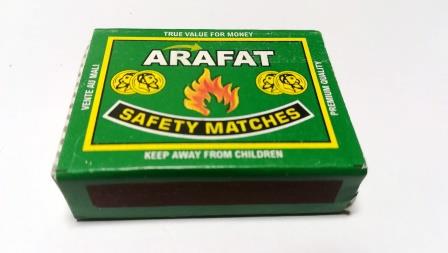 TRUE VALUE FOR MONEY
ARAFAT
VENTE AU MALI
PREMIUM QUALITY
SAFETY MATCHES
KEEP AWAY FROM CHILDREN